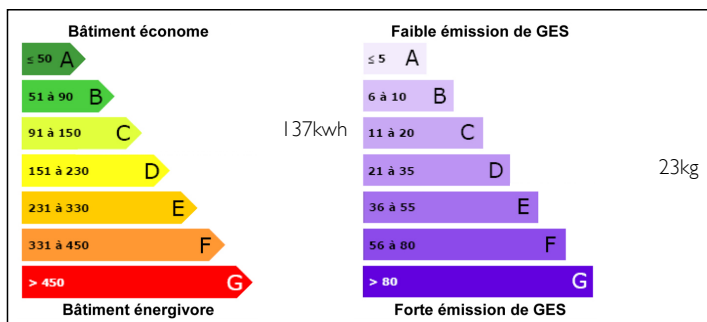 Bâtiment économe
≤ 50 A
51 à 90 B
91 à 150 C
151 à 230 D
231 à 330 E
331 à 450 F
> 450 G
Bâtiment énergivore
137kwh
Faible émission de GES
≤ 5 A
6 à 10 B
11 à 20 C
21 à 35 D
36 à 55 E
56 à 80 F
> 80 G
Forte émission de GES
23kg